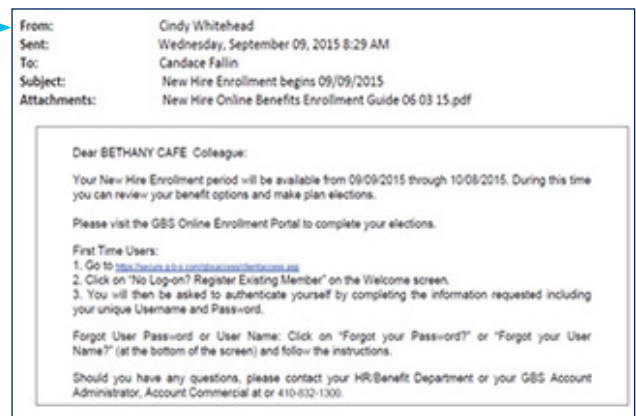 From: Cindy Whitehead
Sent: Wednesday, September 09, 2015 8:29 AM
To: Candace Fallin
Subject: New Hire Enrollment begins 09/09/2015
Attachments: New Hire Online Benefits Enrollment Guide 06 03 15.pdf
Dear BETHANY CAFE Colleague:
Your New Hire Enrollment period will be available from 09/09/2015 through 10/08/2015. During this time
you can review your benefit options and make plan elections.
Please visit the GBS Online Enrollment Portal to complete your elections.
First Time Users:
1. Go to
2. Click on "No Log-on? Register Existing Member" on the Welcome screen.
3. You will then be asked to authenticate yourself by completing the information requested including
your unique Username and Password.
Forgot User Password or User Name: Click on "Forgot your Password?" or "Forgot your User
Name?" (at the bottom of the screen) and follow the instructions.
Should you have any questions, please contact your HR/Benefit Department or your GBS Account
Administrator, Account Commercial at or 410-832-1300.